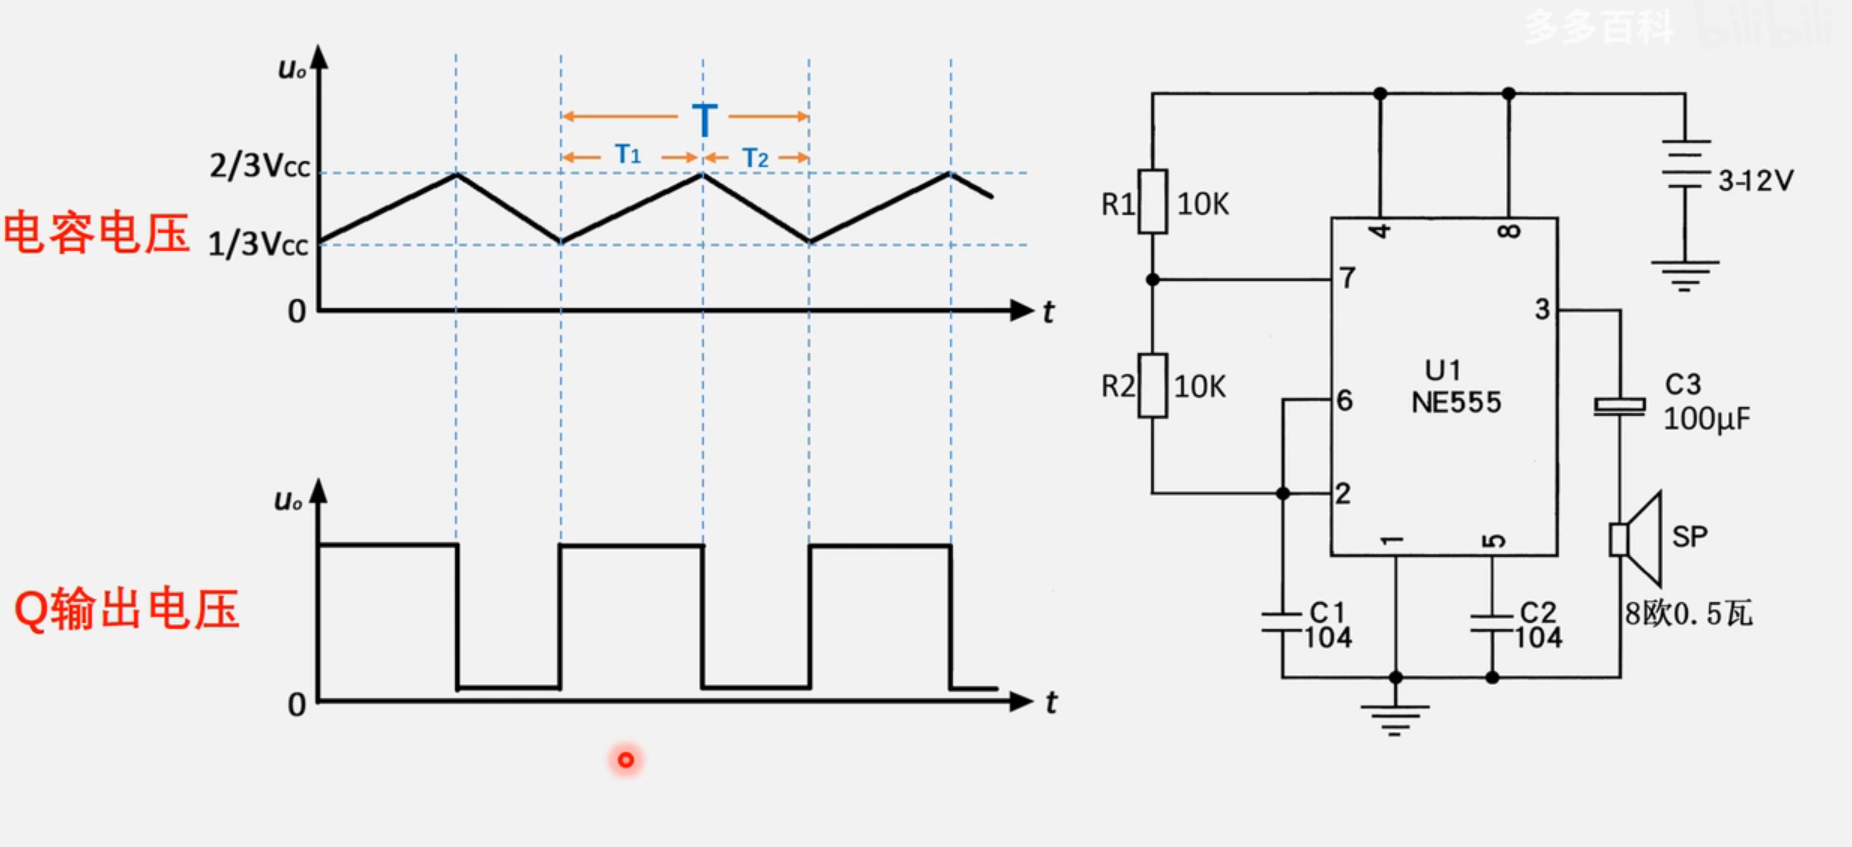 多多百科 bilibili
uₒ
T
T₁
T₂
2/3Vcc
电容电压
1/3Vcc
0
t
uₒ
Q输出电压
0
t
R1
10K
R2
10K
4
8
7
3
6
2
1
5
U1
NE555
3-12V
C3
100μF
SP
8欧0.5瓦
C1
104
C2
104